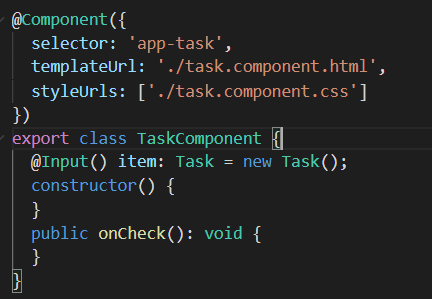 @Component({
  selector: 'app-task',
  templateUrl: './task.component.html',
  styleUrls: ['./task.component.css']
})
export class TaskComponent {
  @Input() item: Task = new Task();
  constructor() {
  }
  public onCheck(): void {
  }
}